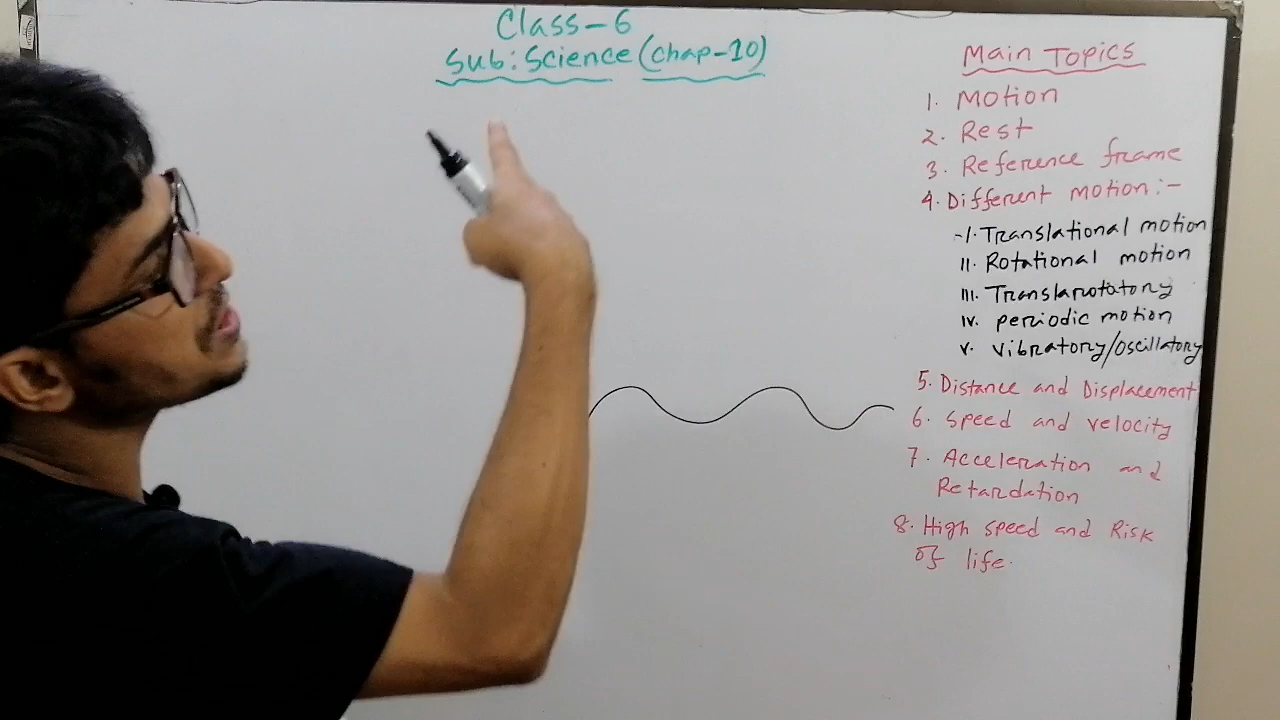 Class-6
Sub: Science (chap-10)
Main Topics
1. Motion
2. Rest
3. Reference frame
4. Different motion:-
I. Translational motion
II. Rotational motion
III. Translarotatory
IV. periodic motion
V. vibratory/oscillatory
5. Distance and Displacement
6. Speed and velocity
7. Acceleration and
Retardation
8. High speed and Risk
of life.